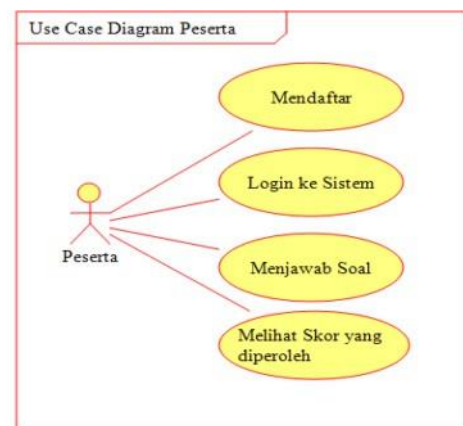 Use Case Diagram Peserta
Mendaftar
Login ke Sistem
Peserta
Menjawab Soal
Melihat Skor yang
diperoleh